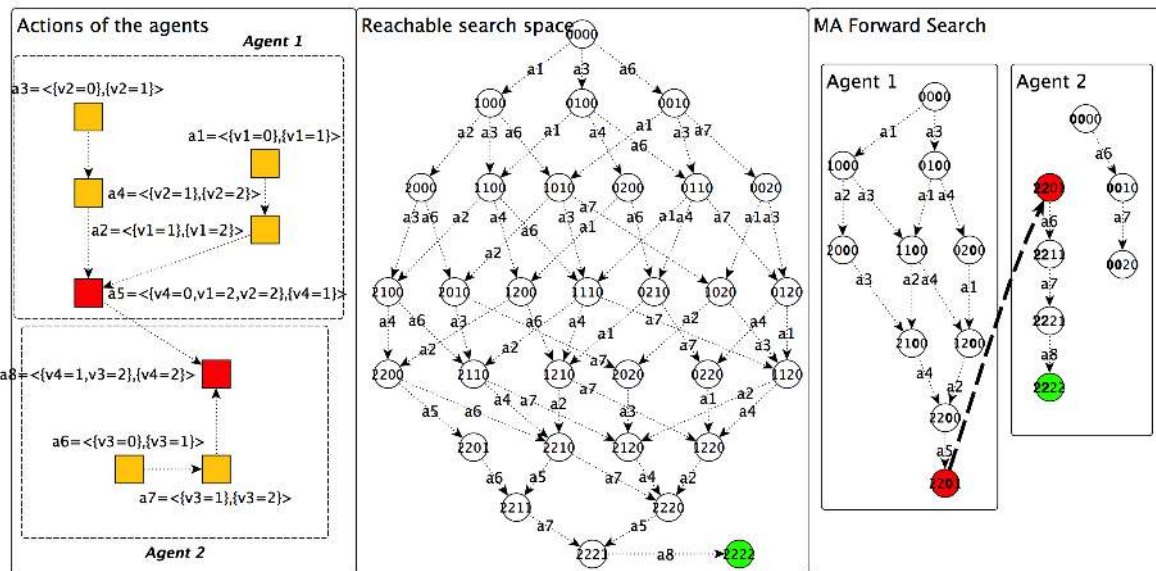 Actions of the agents
Agent 1
a3=<{v2=0},{v2=1}>
a1=<{v1=0},{v1=1}>
a4=<{v2=1},{v2=2}>
a2=<{v1=1},{v1=2}>
a5=<{v4=0,v1=2,v2=2},{v4=1}>
a8=<{v4=1,v3=2},{v4=2}>
a6=<{v3=0},{v3=1}>
a7=<{v3=1},{v3=2}>
Agent 2
Reachable search space
0000
a1 a3 a6
1000 0100 0010
a2 a3 a6 a1 a4 a6 a1 a3 a7
2000 1100 1010 0200 0110 0020
a3 a6 a2 a4 a6 a2 a3 a7 a1 a1 a4 a7 a1 a3
2100 2010 1200 1110 0210 1020 0120
a4 a6 a3 a2 a7 a6 a2 a4 a7 a1 a7 a2 a3 a4 a1
2200 2110 1210 2020 0220 1120
a5 a6 a4 a7 a2 a7 a3 a1 a2 a4
2201 2210 2120 1220
a6 a5 a7 a4 a2
2211 2220
a7 a5
2221 a8 2222
MA Forward Search
Agent 1
0000
a1 a3
1000 0100
a2 a3 a1 a4
2000 1100 0200
a3 a2 a4 a1
2100 1200
a4 a2
2200
a5
2201
Agent 2
0000
a6
2201 0010
a6 a7
2211 0020
a7
2221
a8
2222